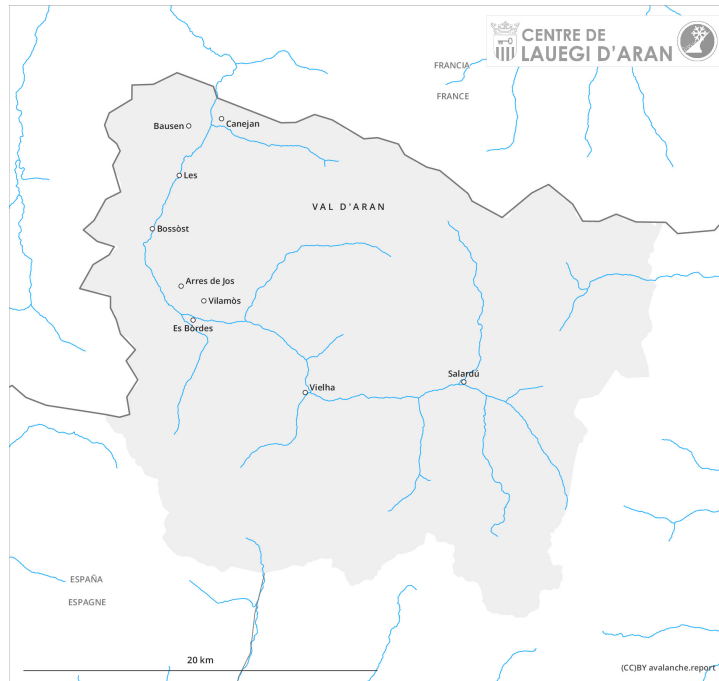 CENTRE DE
LAUEGI D'ARAN
FRANCIA
FRANCE
Bausen
Canejan
Les
VAL D'ARAN
Bossòst
Arres de Jos
Vilamòs
Es Bòrdes
Salardú
Vielha
ESPAÑA
ESPAGNE
20 km
(CC)BY avalanche.report